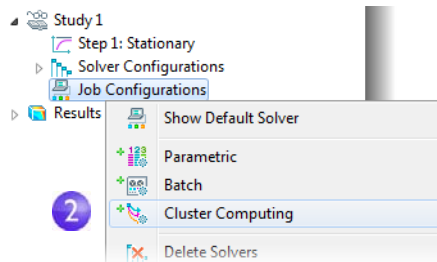 Study 1
Step 1: Stationary
Solver Configurations
Job Configurations
Results
Show Default Solver
Parametric
Batch
2
Cluster Computing
Delete Solvers